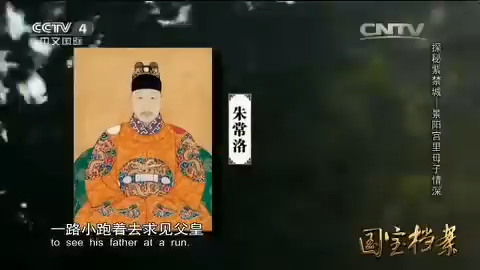 CCTV 4
中文国际
CNTV
探秘紫禁城—景阳宫里母子情深
朱常洛
一路小跑着去求见父皇
to see his father at a run.
国宝档案